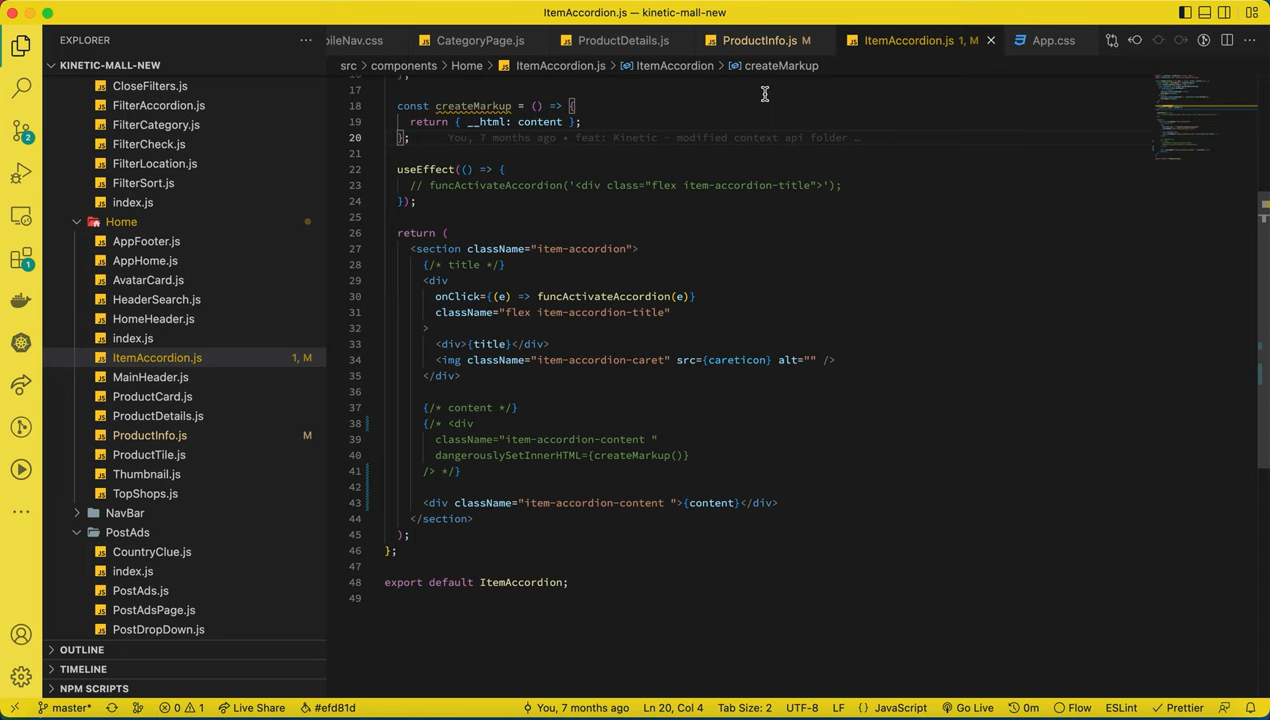 ItemAccordion.js — kinetic-mall-new
EXPLORER
KINETIC-MALL-NEW
CloseFilters.js
FilterAccordion.js
FilterCategory.js
FilterCheck.js
FilterLocation.js
FilterSort.js
index.js
Home
AppFooter.js
AppHome.js
AvatarCard.js
HeaderSearch.js
HomeHeader.js
index.js
ItemAccordion.js 1, M
MainHeader.js
ProductCard.js
ProductDetails.js
ProductInfo.js M
ProductTile.js
Thumbnail.js
TopShops.js
NavBar
PostAds
CountryClue.js
index.js
PostAds.js
PostAdsPage.js
PostDropDown.js
OUTLINE
TIMELINE
NPM SCRIPTS
2
1
bileNav.css CategoryPage.js ProductDetails.js ProductInfo.js M ItemAccordion.js 1, M App.css
src > components > Home > ItemAccordion.js > ItemAccordion > createMarkup
16 };
17
18 const createMarkup = () => {
19 return { __html: content };
20 }; You, 7 months ago • feat: Kinetic - modified context api folder …
21
22 useEffect(() => {
23 // funcActivateAccordion('<div class="flex item-accordion-title">');
24 });
25
26 return (
27 <section className="item-accordion">
28 {/* title */}
29 <div
30 onClick={(e) => funcActivateAccordion(e)}
31 className="flex item-accordion-title"
32 >
33 <div>{title}</div>
34 <img className="item-accordion-caret" src={careticon} alt="" />
35 </div>
36
37 {/* content */}
38 {/* <div
39 className="item-accordion-content "
40 dangerouslySetInnerHTML={createMarkup()}
41 /> */}
42
43 <div className="item-accordion-content ">{content}</div>
44 </section>
45 );
46 };
47
48 export default ItemAccordion;
49
master* 0 1 Live Share #efd81d You, 7 months ago Ln 20, Col 4 Tab Size: 2 UTF-8 LF {} JavaScript Go Live 0m Flow ESLint Prettier